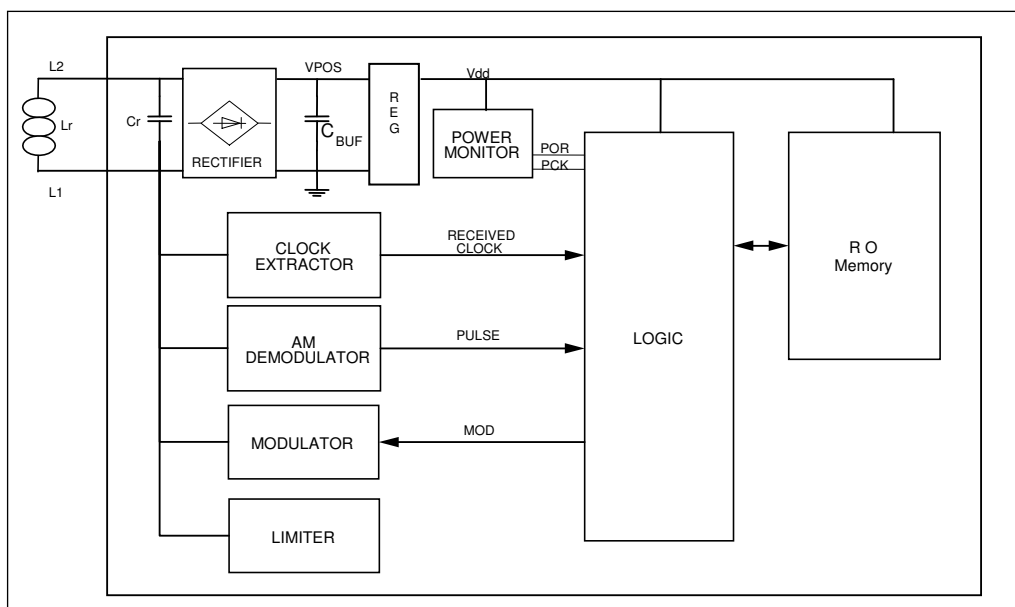 L2
L1
Lr
Cr
RECTIFIER
VPOS
C BUF
R
E
G
Vdd
POWER
MONITOR
POR
PCK
CLOCK
EXTRACTOR
RECEIVED
CLOCK
AM
DEMODULATOR
PULSE
MODULATOR
MOD
LIMITER
LOGIC
R O
Memory